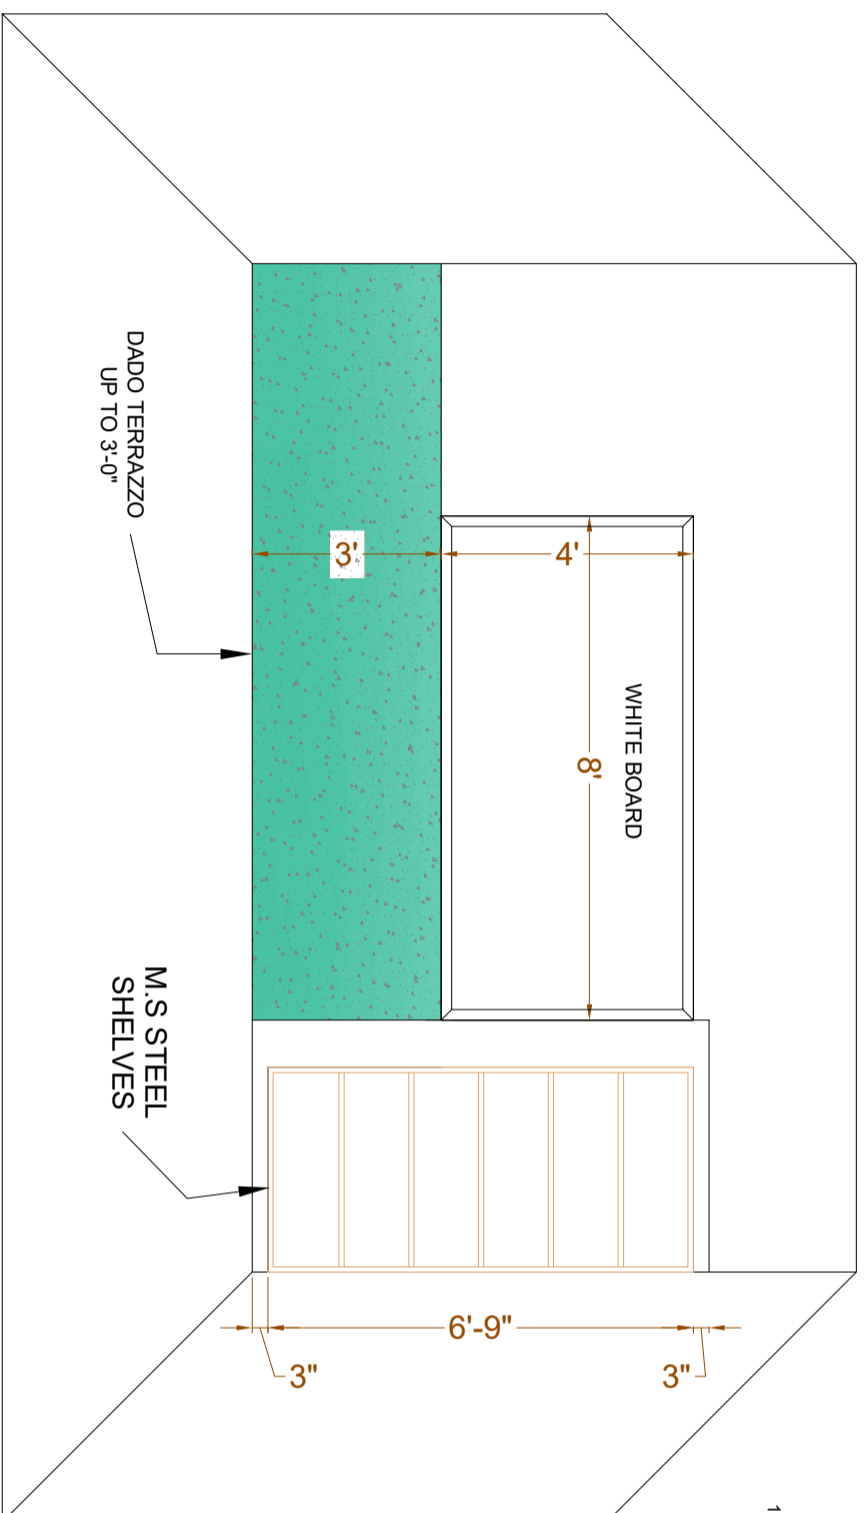 WHITE BOARD
4'
8'
3'
3"
6'-9"
3"
DADO TERRAZZO
UP TO 3'-0"
M.S STEEL
SHELVES